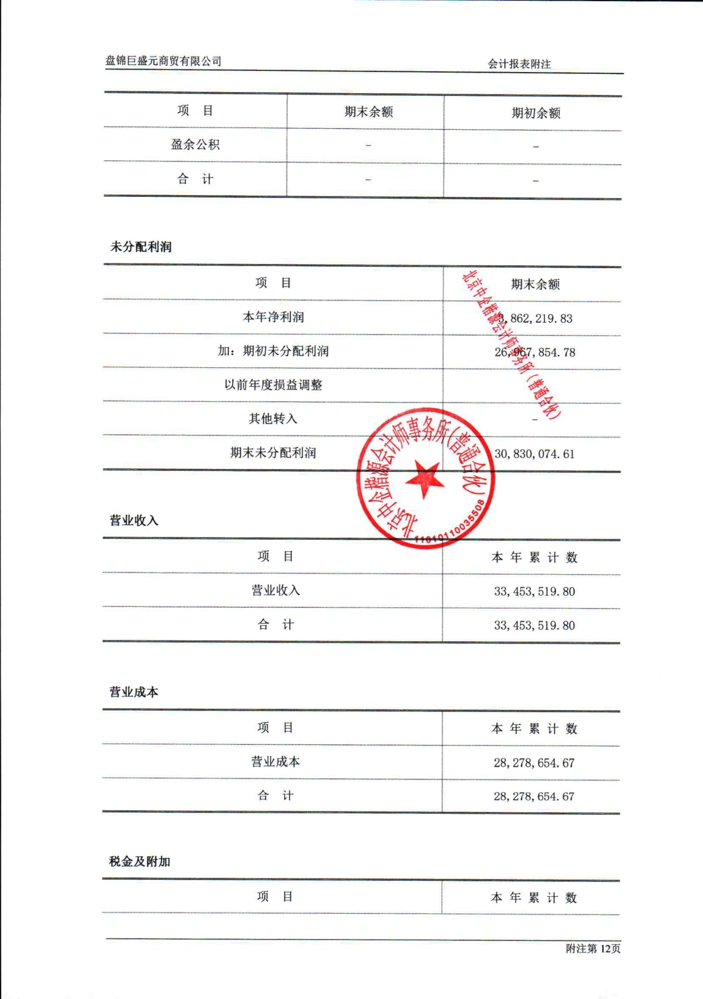 盘锦巨盛元商贸有限公司 会计报表附注
项 目 期末余额 期初余额
盈余公积 - -
合 计 - -
未分配利润
项 目 期末余额
本年净利润 3,862,219.83
加：期初未分配利润 26,967,854.78
以前年度损益调整
其他转入 -
期末未分配利润 30,830,074.61
北京中企楷源会计师事务所（普通合伙）
北京中企楷源会计师事务所（普通合伙）
11010110035508
营业收入
项 目 本 年 累 计 数
营业收入 33,453,519.80
合 计 33,453,519.80
营业成本
项 目 本 年 累 计 数
营业成本 28,278,654.67
合 计 28,278,654.67
税金及附加
项 目 本 年 累 计 数
附注第 12页